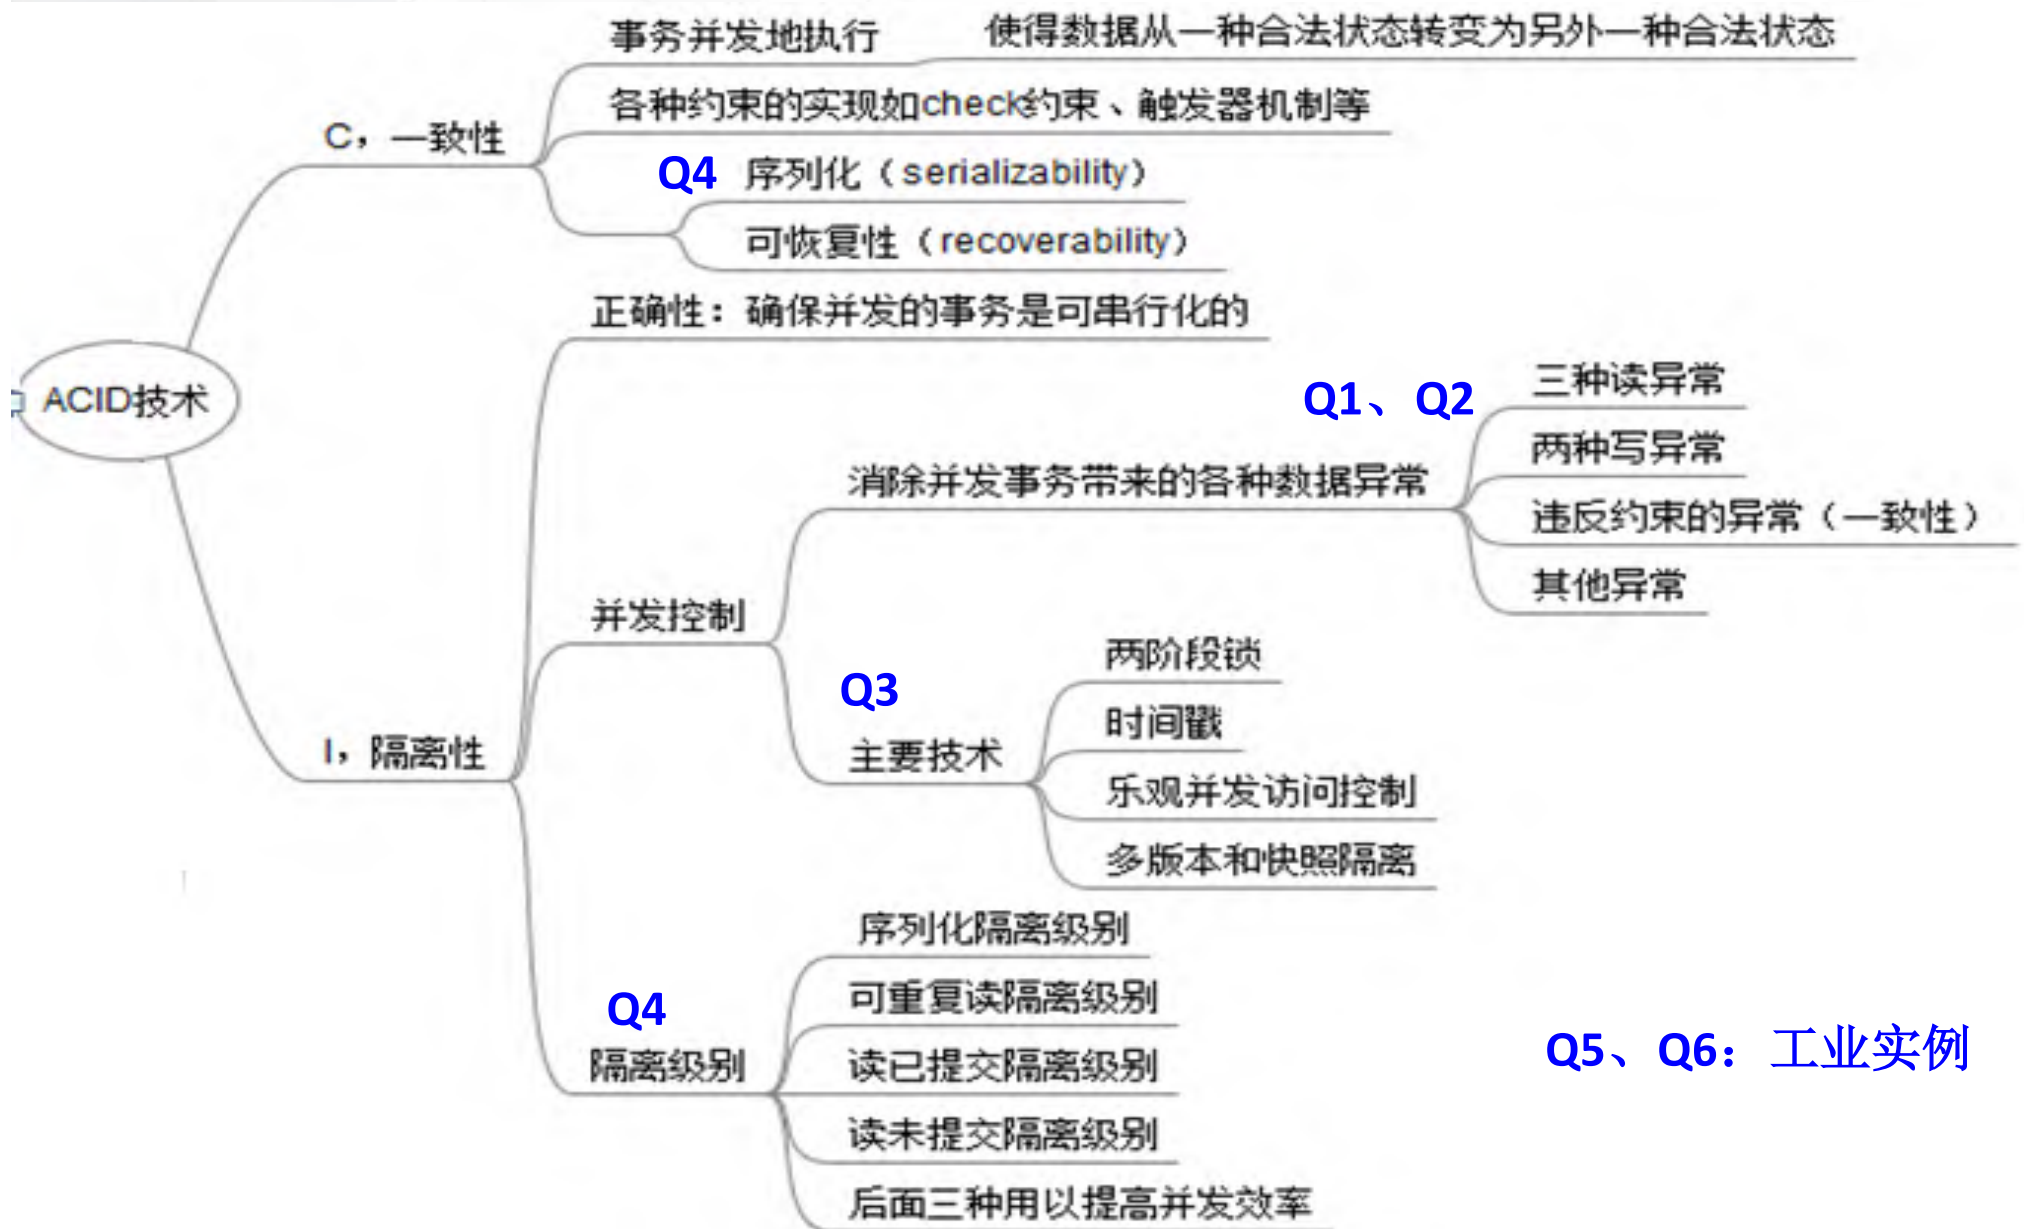 事务并发地执行
使得数据从一种合法状态转变为另外一种合法状态
各种约束的实现如check约束、触发器机制等
C，一致性
Q4
序列化（serializability）
可恢复性（recoverability）
正确性：确保并发的事务是可串行化的
ACID技术
Q1、Q2
三种读异常
两种写异常
消除并发事务带来的各种数据异常
违反约束的异常（一致性）
其他异常
并发控制
两阶段锁
Q3
时间戳
I，隔离性
主要技术
乐观并发访问控制
多版本和快照隔离
序列化隔离级别
可重复读隔离级别
Q4
隔离级别
读已提交隔离级别
Q5、Q6：工业实例
读未提交隔离级别
后面三种用以提高并发效率